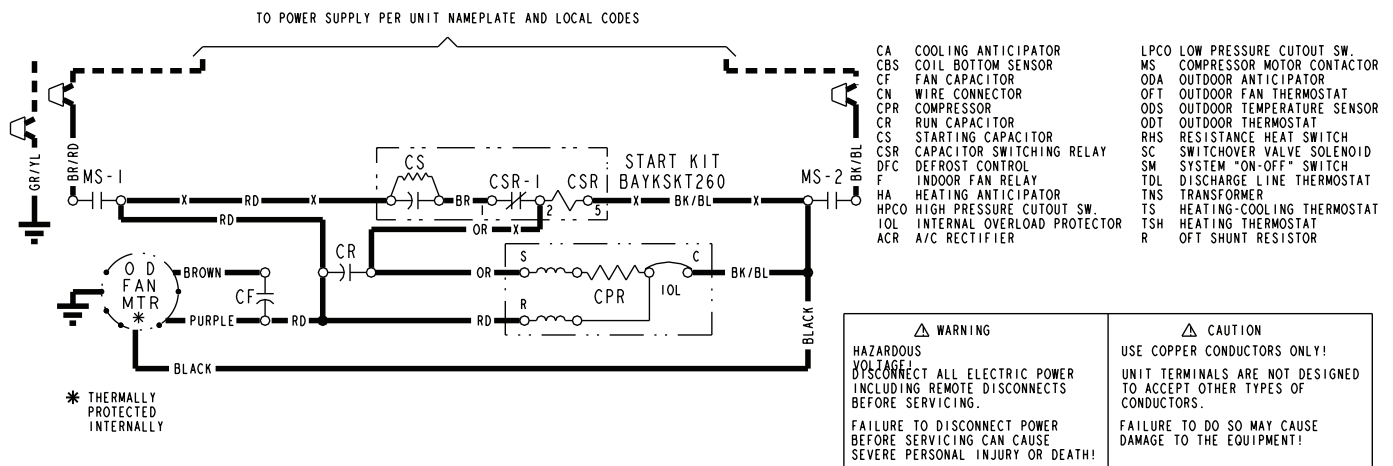 TO POWER SUPPLY PER UNIT NAMEPLATE AND LOCAL CODES
GR/YL
BR/RD
BK/BL
MS-1
MS-2
X
RD
X
CS
BR
CSR-1
1
2
CSR
5
START KIT
BAYKSKT260
X
BK/BL
X
RD
OR
X
CR
OR
S
C
CPR
IOL
R
BK/BL
O D
FAN
MTR
*
BROWN
CF
PURPLE
RD
RD
BLACK
BLACK
* THERMALLY
PROTECTED
INTERNALLY
CA COOLING ANTICIPATOR
CBS COIL BOTTOM SENSOR
CF FAN CAPACITOR
CN WIRE CONNECTOR
CPR COMPRESSOR
CR RUN CAPACITOR
CS STARTING CAPACITOR
CSR CAPACITOR SWITCHING RELAY
DFC DEFROST CONTROL
F INDOOR FAN RELAY
HA HEATING ANTICIPATOR
HPCO HIGH PRESSURE CUTOUT SW.
IOL INTERNAL OVERLOAD PROTECTOR
ACR A/C RECTIFIER
LPCO LOW PRESSURE CUTOUT SW.
MS COMPRESSOR MOTOR CONTACTOR
ODA OUTDOOR ANTICIPATOR
OFT OUTDOOR FAN THERMOSTAT
ODS OUTDOOR TEMPERATURE SENSOR
ODT OUTDOOR THERMOSTAT
RHS RESISTANCE HEAT SWITCH
SC SWITCHOVER VALVE SOLENOID
SM SYSTEM "ON-OFF" SWITCH
TDL DISCHARGE LINE THERMOSTAT
TNS TRANSFORMER
TS HEATING-COOLING THERMOSTAT
TSH HEATING THERMOSTAT
R OFT SHUNT RESISTOR
⚠ WARNING
HAZARDOUS
VOLTAGE!
DISCONNECT ALL ELECTRIC POWER
INCLUDING REMOTE DISCONNECTS
BEFORE SERVICING.
FAILURE TO DISCONNECT POWER
BEFORE SERVICING CAN CAUSE
SEVERE PERSONAL INJURY OR DEATH!
⚠ CAUTION
USE COPPER CONDUCTORS ONLY!
UNIT TERMINALS ARE NOT DESIGNED
TO ACCEPT OTHER TYPES OF
CONDUCTORS.
FAILURE TO DO SO MAY CAUSE
DAMAGE TO THE EQUIPMENT!